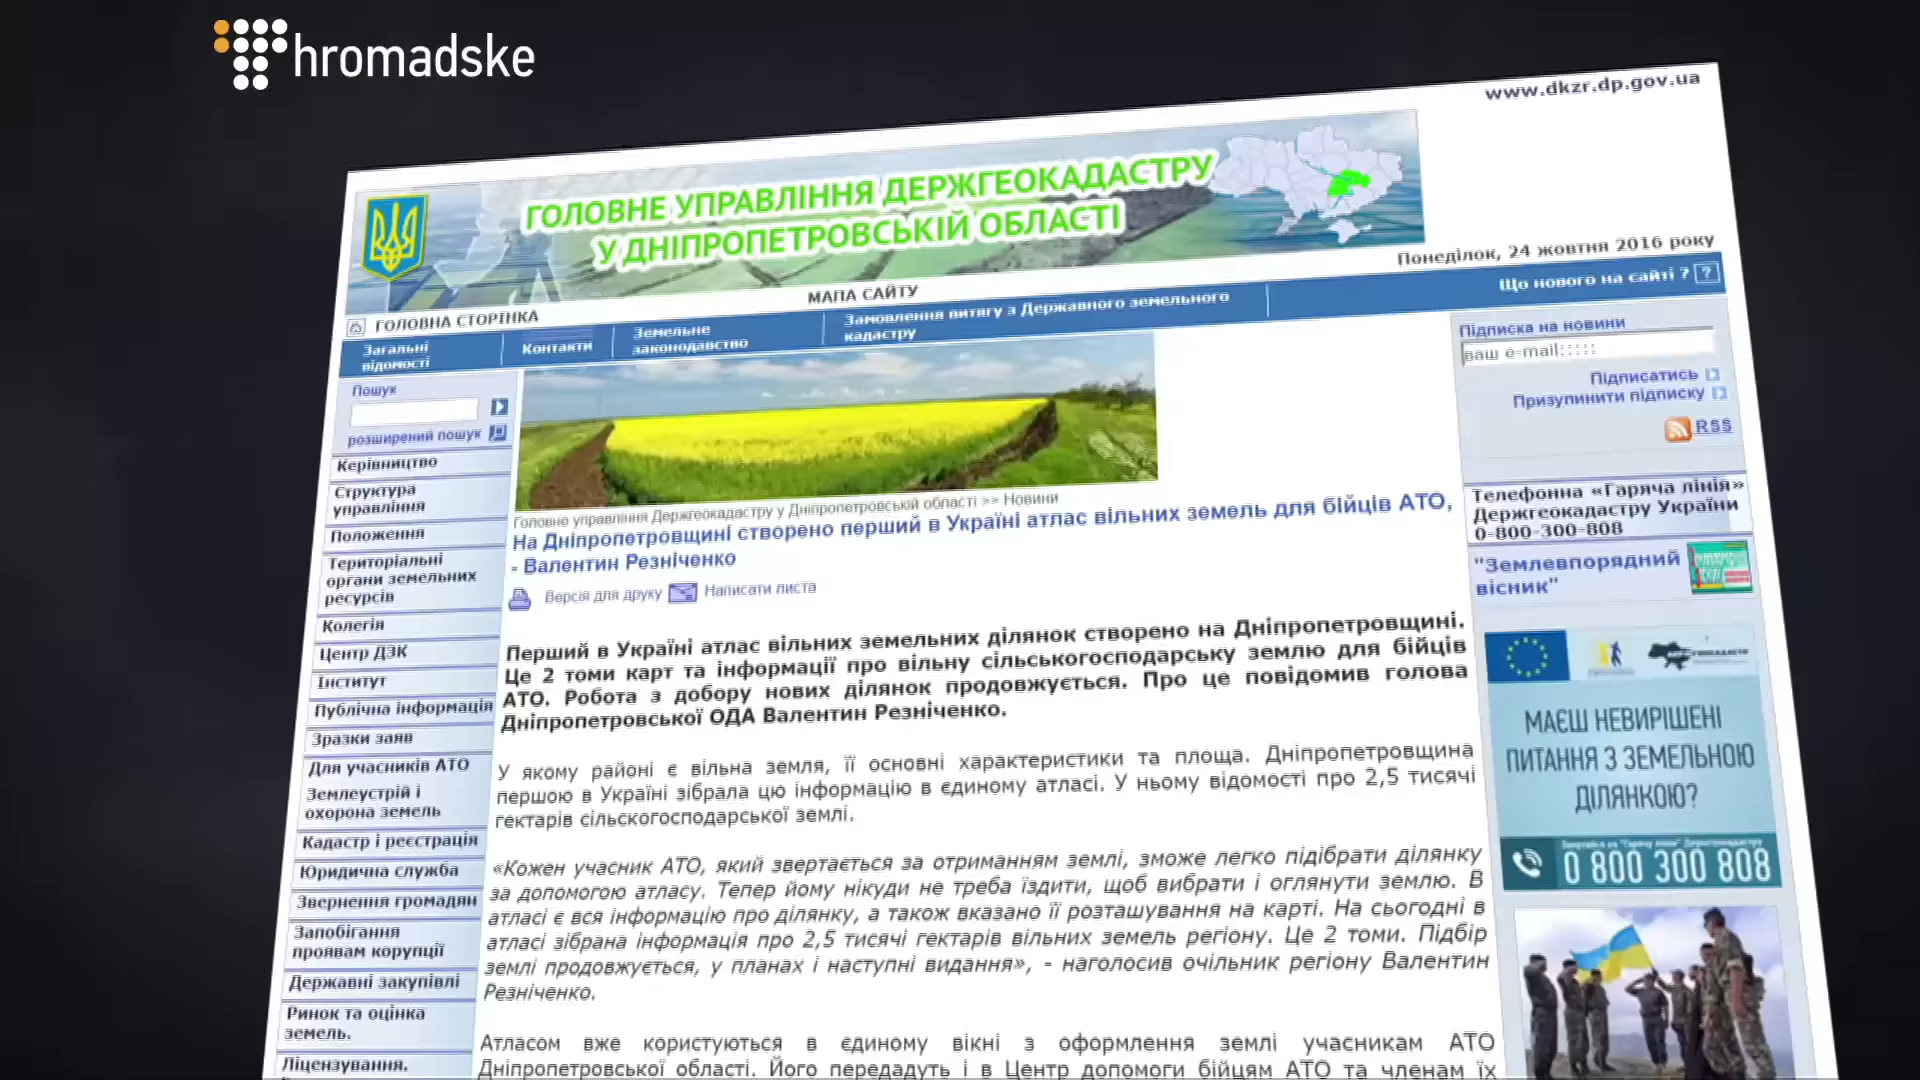 hromadske
www.dkzr.dp.gov.ua
ГОЛОВНЕ УПРАВЛІННЯ ДЕРЖГЕОКАДАСТРУ
У ДНІПРОПЕТРОВСЬКІЙ ОБЛАСТІ
Понеділок, 24 жовтня 2016 року
ГОЛОВНА СТОРІНКА
МАПА САЙТУ
Що нового на сайті ?
Загальні
відомості
Контакти
Земельне
законодавство
Замовлення витягу з Державного земельного
кадастру
Пошук
розширений пошук
Керівництво
Структура
управління
Положення
Територіальні
органи земельних
ресурсів
Колегія
Центр ДЗК
Інститут
Публічна інформація
Зразки заяв
Для учасників АТО
Землеустрій і
охорона земель
Кадастр і реєстрація
Юридична служба
Звернення громадян
Запобігання
проявам корупції
Державні закупівлі
Ринок та оцінка
земель.
Ліцензування.
Головне управління Держгеокадастру у Дніпропетровській області >> Новини
На Дніпропетровщині створено перший в Україні атлас вільних земель для бійців АТО,
- Валентин Резніченко
Версія для друку Написати листа
Перший в Україні атлас вільних земельних ділянок створено на Дніпропетровщині.
Це 2 томи карт та інформації про вільну сільськогосподарську землю для бійців
АТО. Робота з добору нових ділянок продовжується. Про це повідомив голова
Дніпропетровської ОДА Валентин Резніченко.
У якому районі є вільна земля, її основні характеристики та площа. Дніпропетровщина
першою в Україні зібрала цю інформацію в єдиному атласі. У ньому відомості про 2,5 тисячі
гектарів сільскогосподарської землі.
«Кожен учасник АТО, який звертається за отриманням землі, зможе легко підібрати ділянку
за допомогою атласу. Тепер йому нікуди не треба їздити, щоб вибрати і оглянути землю. В
атласі є вся інформацію про ділянку, а також вказано її розташування на карті. На сьогодні в
атласі зібрана інформація про 2,5 тисячі гектарів вільних земель регіону. Це 2 томи. Підбір
землі продовжується, у планах і наступні видання», - наголосив очільник регіону Валентин
Резніченко.
Атласом вже користуються в єдиному вікні з оформлення землі учасникам АТО
Дніпропетровської області. Його передадуть і в Центр допомоги бійцям АТО та членам їх
Підписка на новини
ваш e-mail:::::
Підписатись
Призупинити підписку
RSS
Телефонна «Гаряча лінія»
Держгеокадастру України
0-800-300-808
"Землевпорядний
вісник"
МАЄШ НЕВИРІШЕНІ
ПИТАННЯ З ЗЕМЕЛЬНОЮ
ДІЛЯНКОЮ?
0 800 300 808